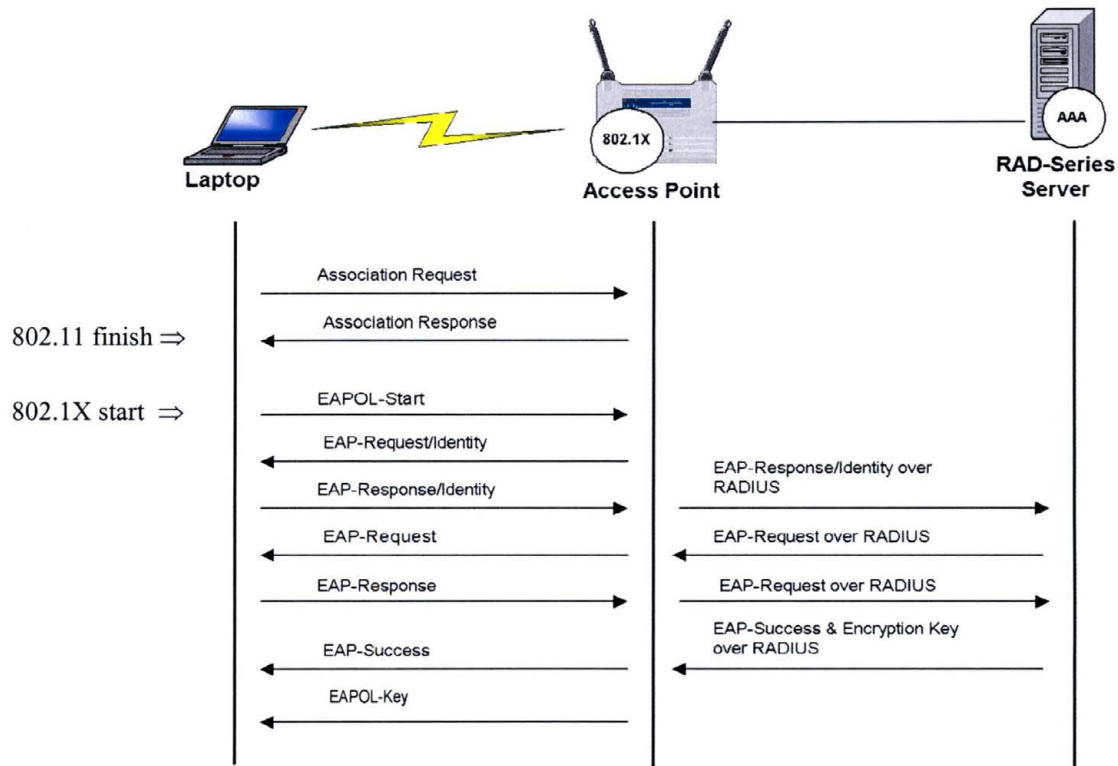 802.1X
AAA
Laptop
Access Point
RAD-Series
Server
Association Request
Association Response
802.11 finish ⇒
EAPOL-Start
802.1X start ⇒
EAP-Request/Identity
EAP-Response/Identity over
RADIUS
EAP-Response/Identity
EAP-Request
EAP-Request over RADIUS
EAP-Response
EAP-Request over RADIUS
EAP-Success & Encryption Key
over RADIUS
EAP-Success
EAPOL-Key